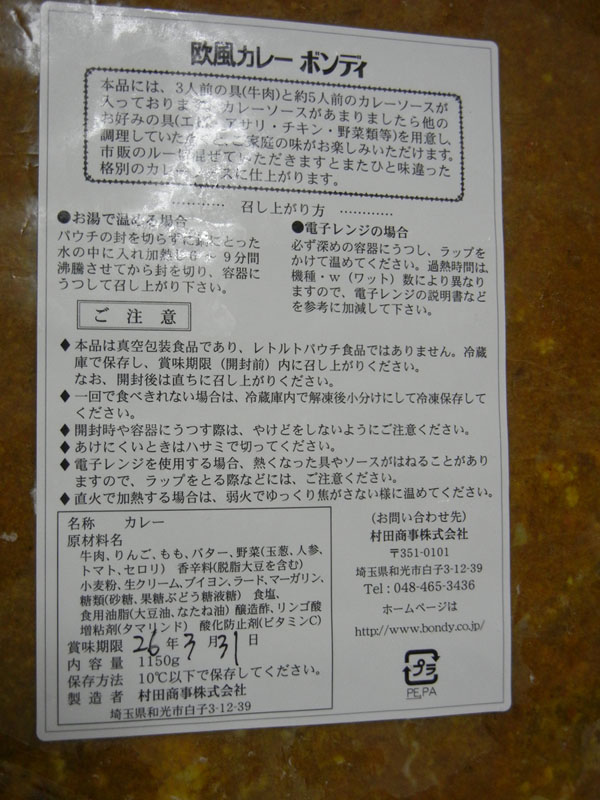 欧風カレー ボンディ
本品には、3人前の具(牛肉)と約5人前のカレーソースが
入っております カレーソースがあまりましたら他の
お好みの具(エ アサリ・チキン・野菜類等)を用意し、
調理していた ご家庭の味がお楽しみいただけます。
市販のルー 混ぜていただきますとまたひと味違った
格別のカレー スに仕上がります。
………… 召し上がり方 …………
●お湯で温める場合
パウチの封を切らずに にとった
水の中に入れ加熱し6~9分間
沸騰させてから封を切り、容器に
うつして召し上がり下さい。
●電子レンジの場合
必ず深めの容器にうつし、ラップを
かけて温めてください。過熱時間は、
機種・w(ワット)数により異なり
ますので、電子レンジの説明書など
を参考に加減して下さい。
ご注意
◆本品は真空包装食品であり、レトルトパウチ食品ではありません。冷蔵
庫で保存し、賞味期限(開封前)内に召し上がりください。
なお、開封後は直ちに召し上がりください。
◆一回で食べきれない場合は、冷蔵庫内で解凍後小分けにして冷凍保存して
ください。
◆開封時や容器にうつす際は、やけどをしないようにご注意ください。
◆あけにくいときはハサミで切ってください。
◆電子レンジを使用する場合、熱くなった具やソースがはねることがあり
ますので、ラップをとる際などには、ご注意ください。
◆直火で加熱する場合は、弱火でゆっくり焦がさない様に温めてください。
名称 カレー
原材料名
牛肉、りんご、もも、バター、野菜(玉葱、人参、
トマト、セロリ) 香辛料(脱脂大豆を含む)
小麦粉、生クリーム、ブイヨン、ラード、マーガリン、
糖類(砂糖、果糖ぶどう糖液糖) 食塩、
食用油脂(大豆油、なたね油) 醸造酢、リンゴ酸
増粘剤(タマリンド) 酸化防止剤(ビタミンC)
賞味期限 26年3月31日
内容量 1150g
保存方法 10℃以下で保存してください。
製造者 村田商事株式会社
埼玉県和光市白子3-12-39
(お問い合わせ先)
村田商事株式会社
〒351-0101
埼玉県和光市白子3-12-39
Tel:048-465-3436
ホームページは
http://www.bondy.co.jp/
プラ
PE,PA